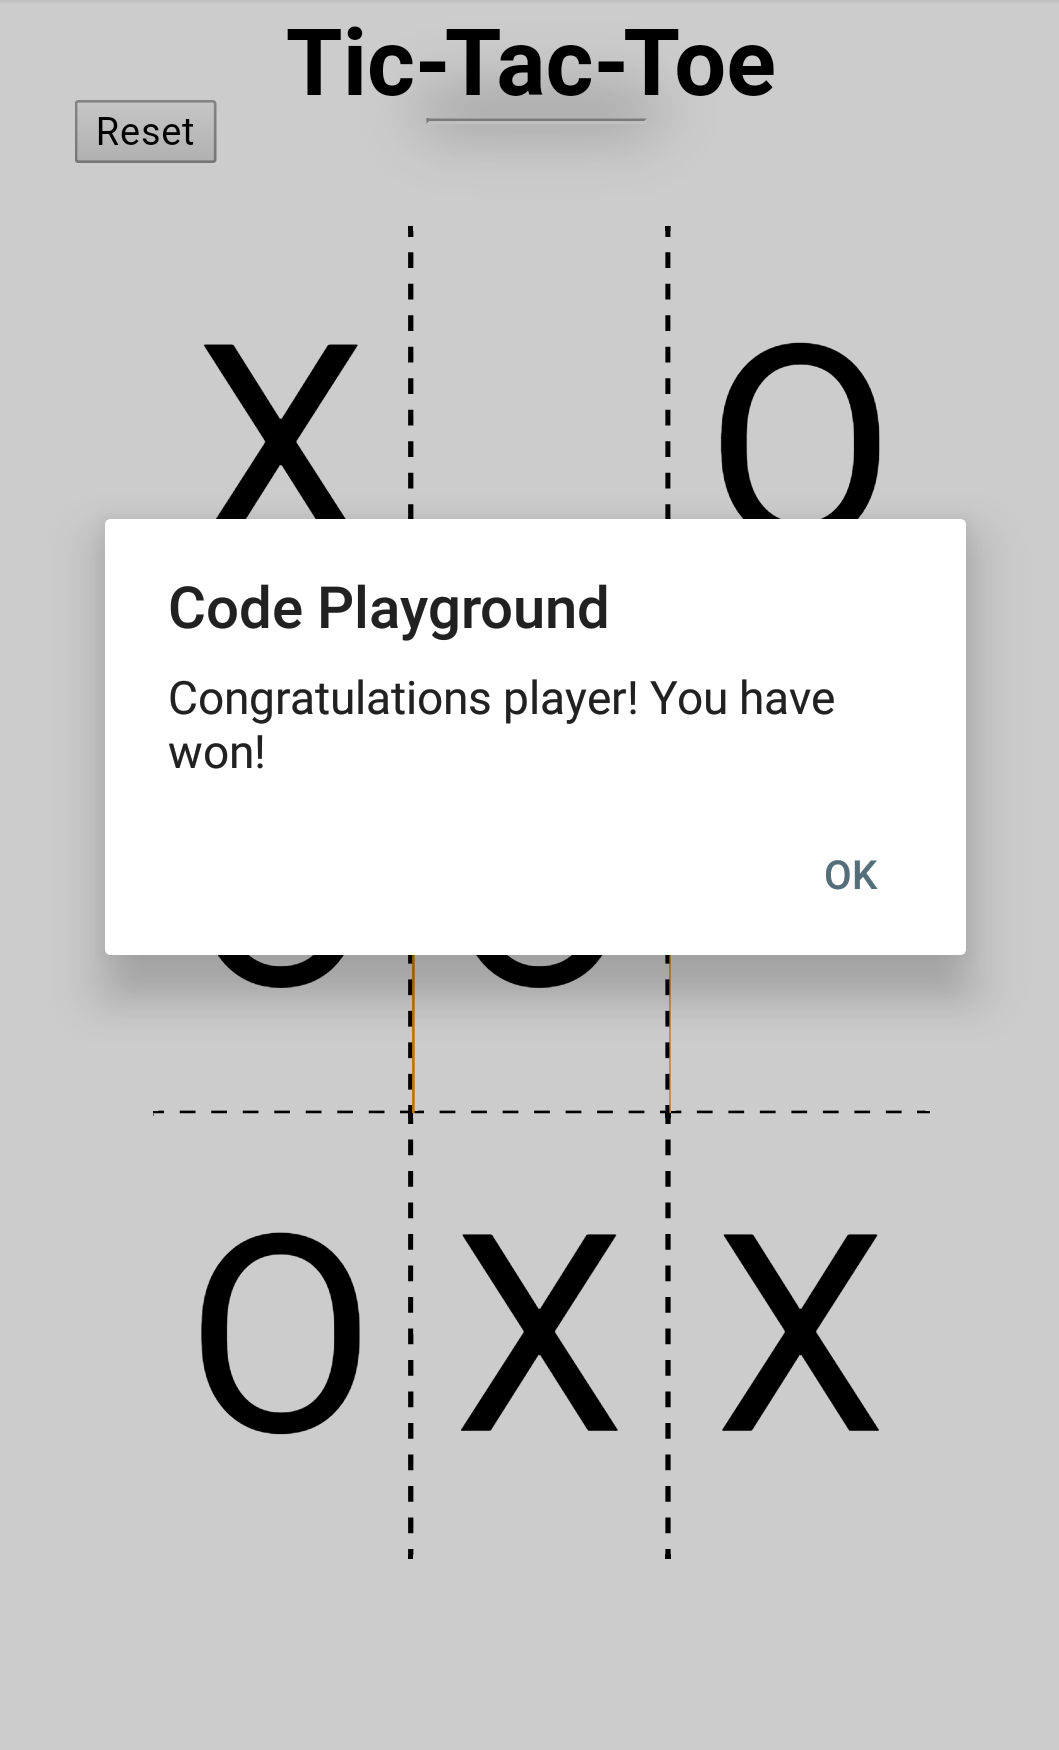 Tic-Tac-Toe
Reset
X O
Code Playground
Congratulations player! You have
won!
OK
O O
O X X